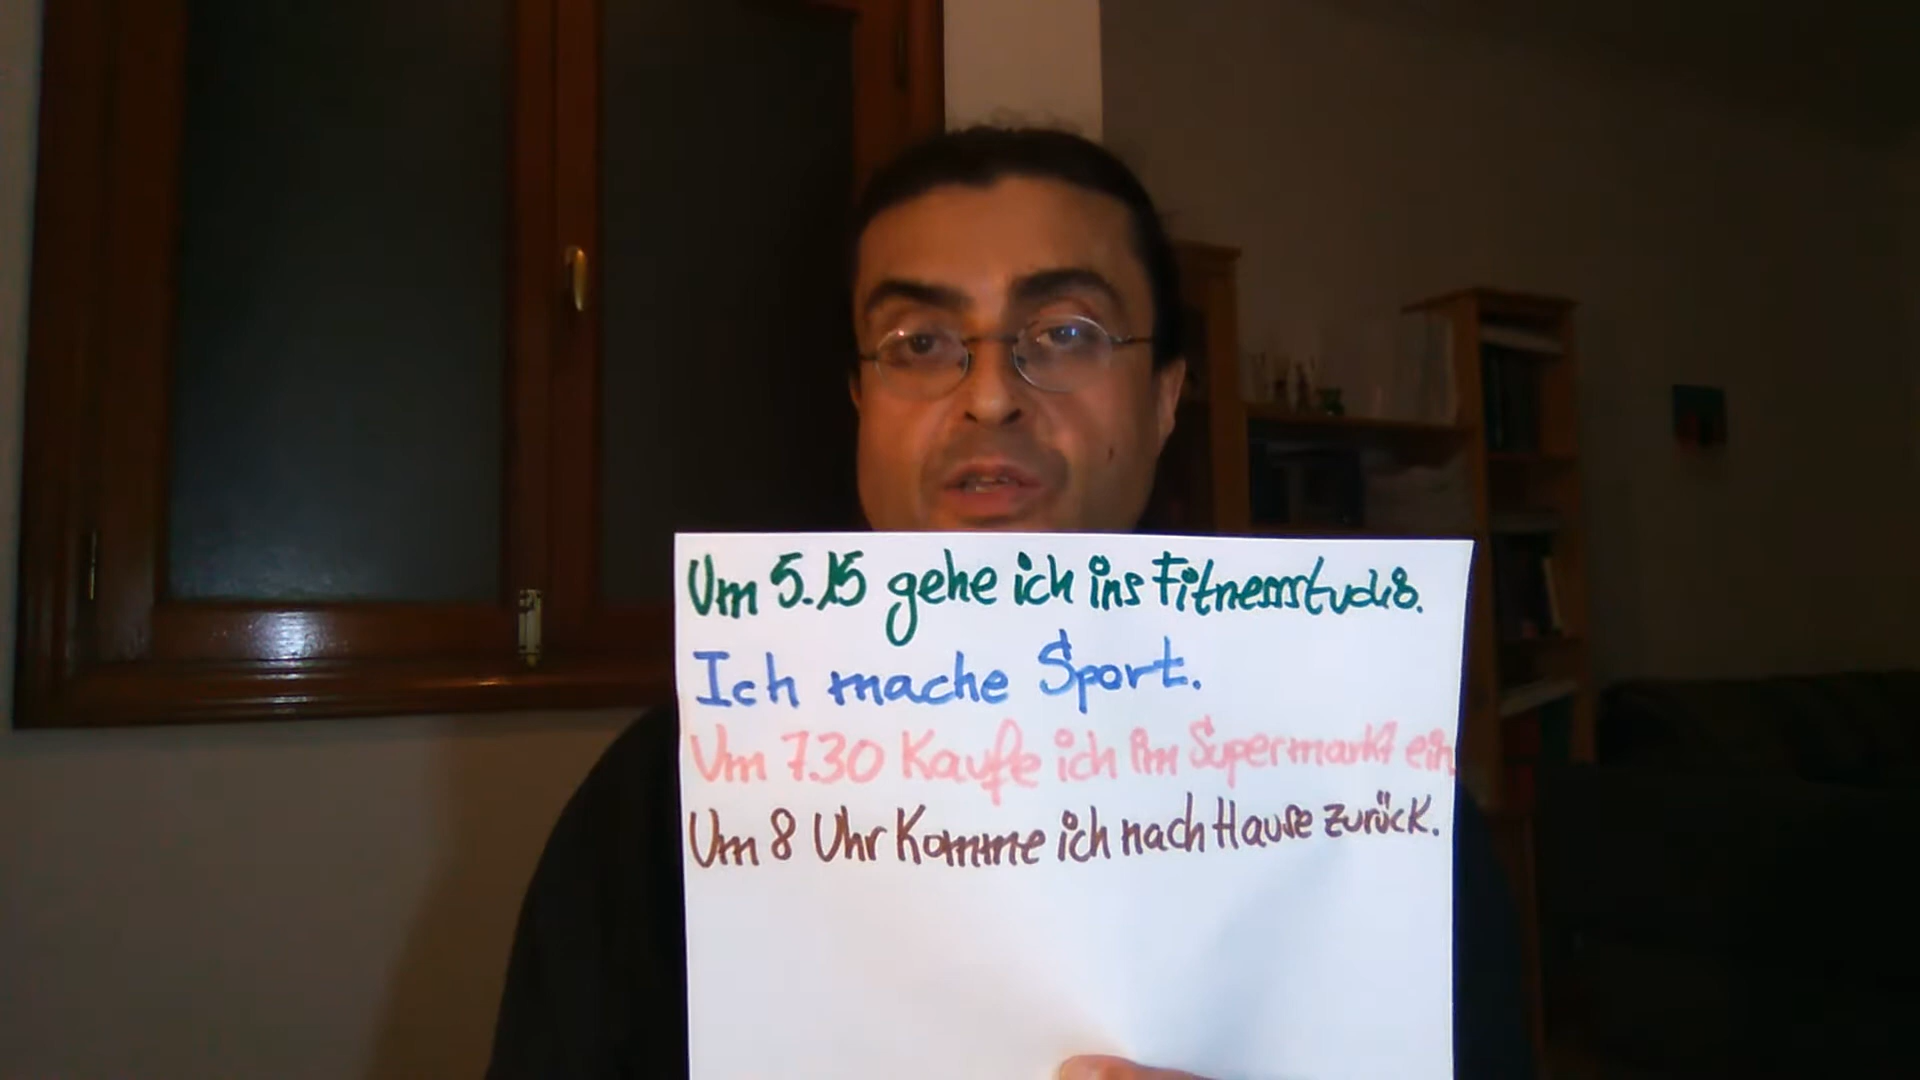 Um 5.15 gehe ich ins Fitnessstudio.
Ich mache Sport.
Um 7.30 Kaufe ich im Supermarkt ein
Um 8 Uhr Komme ich nach Hause zurück.